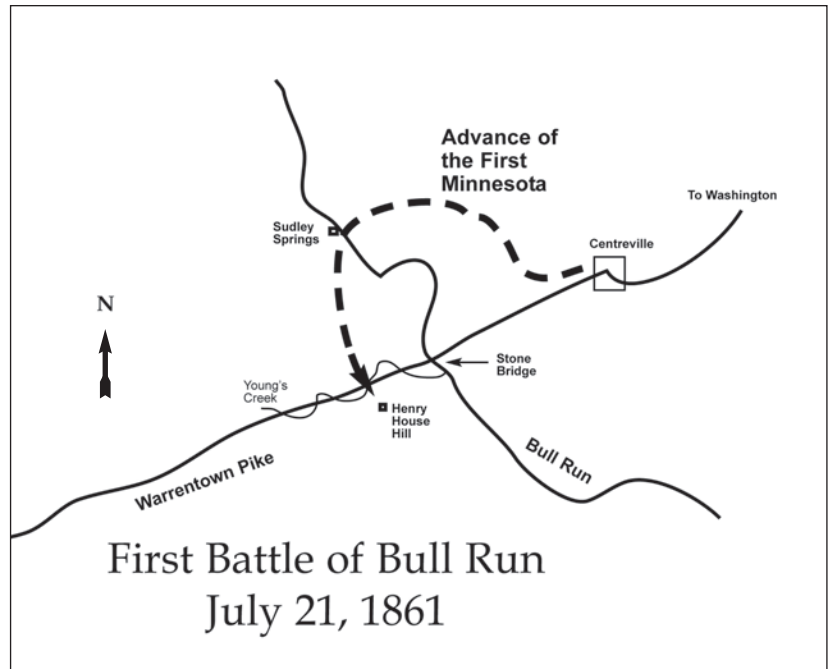 Advance of
the First
Minnesota
To Washington
Sudley
Springs
Centreville
N
Stone
Bridge
Young's
Creek
Henry
House
Hill
Bull Run
Warrentown Pike
First Battle of Bull Run
July 21, 1861